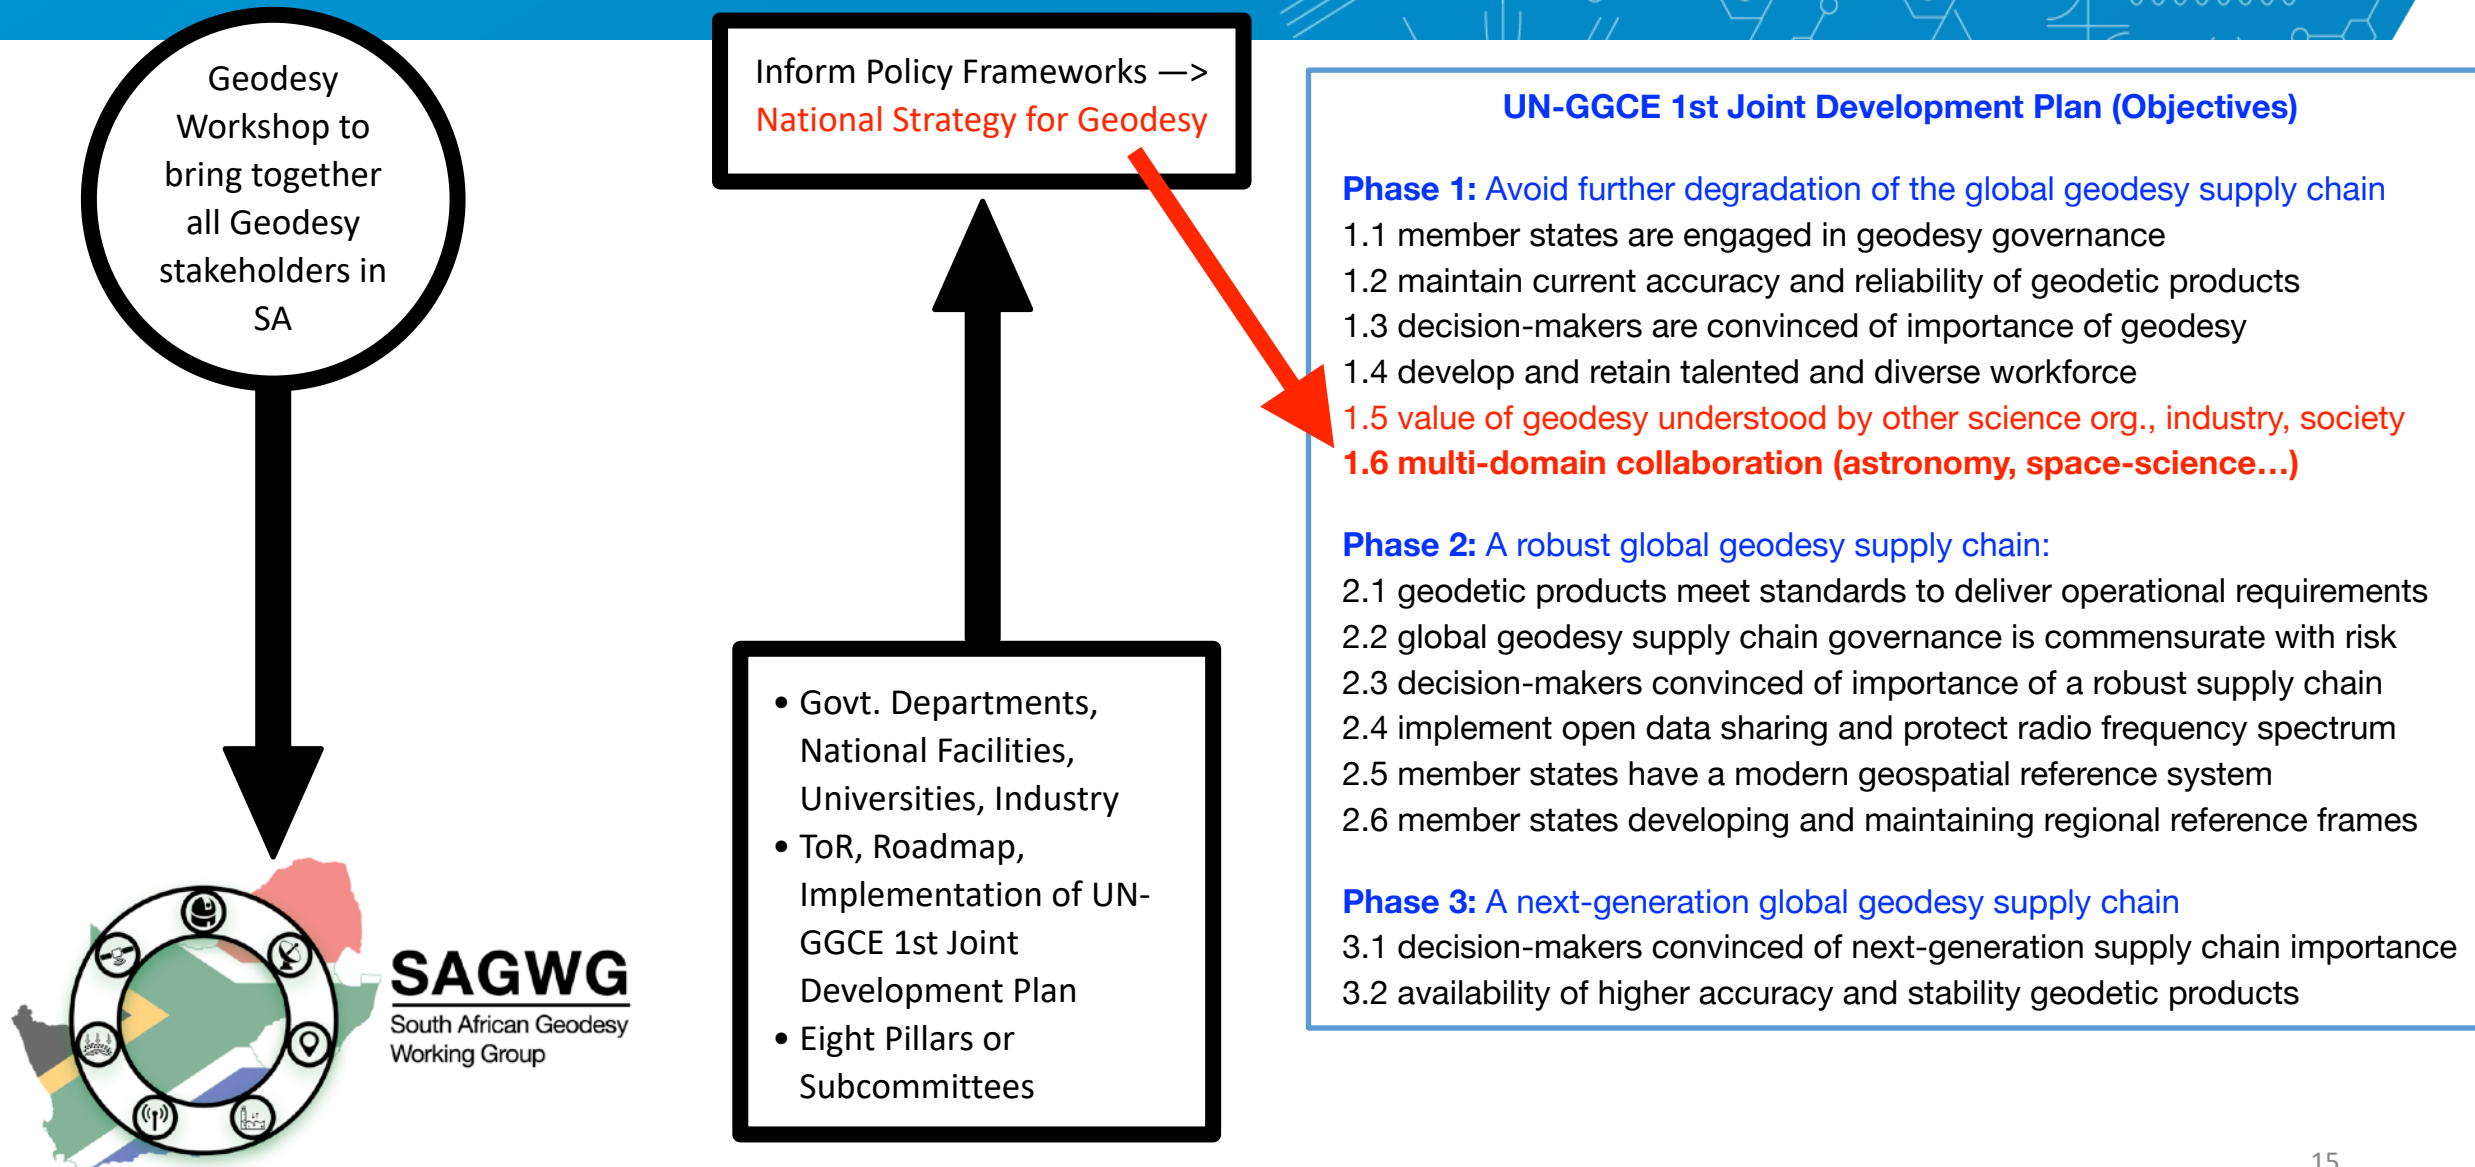 Geodesy
Workshop to
bring together
all Geodesy
stakeholders in
SA
SAGWG
South African Geodesy
Working Group
Inform Policy Frameworks —>
National Strategy for Geodesy
• Govt. Departments,
National Facilities,
Universities, Industry
• ToR, Roadmap,
Implementation of UN-
GGCE 1st Joint
Development Plan
• Eight Pillars or
Subcommittees
UN-GGCE 1st Joint Development Plan (Objectives)
Phase 1: Avoid further degradation of the global geodesy supply chain
1.1 member states are engaged in geodesy governance
1.2 maintain current accuracy and reliability of geodetic products
1.3 decision-makers are convinced of importance of geodesy
1.4 develop and retain talented and diverse workforce
1.5 value of geodesy understood by other science org., industry, society
1.6 multi-domain collaboration (astronomy, space-science…)
Phase 2: A robust global geodesy supply chain:
2.1 geodetic products meet standards to deliver operational requirements
2.2 global geodesy supply chain governance is commensurate with risk
2.3 decision-makers convinced of importance of a robust supply chain
2.4 implement open data sharing and protect radio frequency spectrum
2.5 member states have a modern geospatial reference system
2.6 member states developing and maintaining regional reference frames
Phase 3: A next-generation global geodesy supply chain
3.1 decision-makers convinced of next-generation supply chain importance
3.2 availability of higher accuracy and stability geodetic products
15